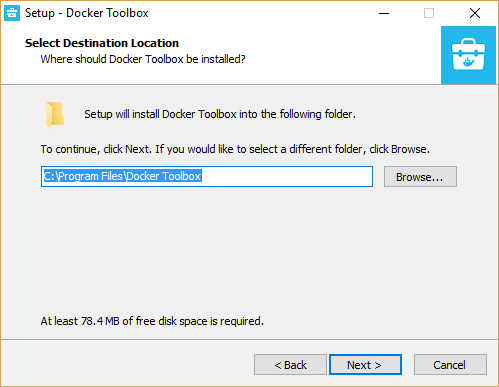 Setup - Docker Toolbox
Select Destination Location
Where should Docker Toolbox be installed?
Setup will install Docker Toolbox into the following folder.
To continue, click Next. If you would like to select a different folder, click Browse.
C:\Program Files\Docker Toolbox
Browse...
At least 78.4 MB of free disk space is required.
< Back
Next >
Cancel